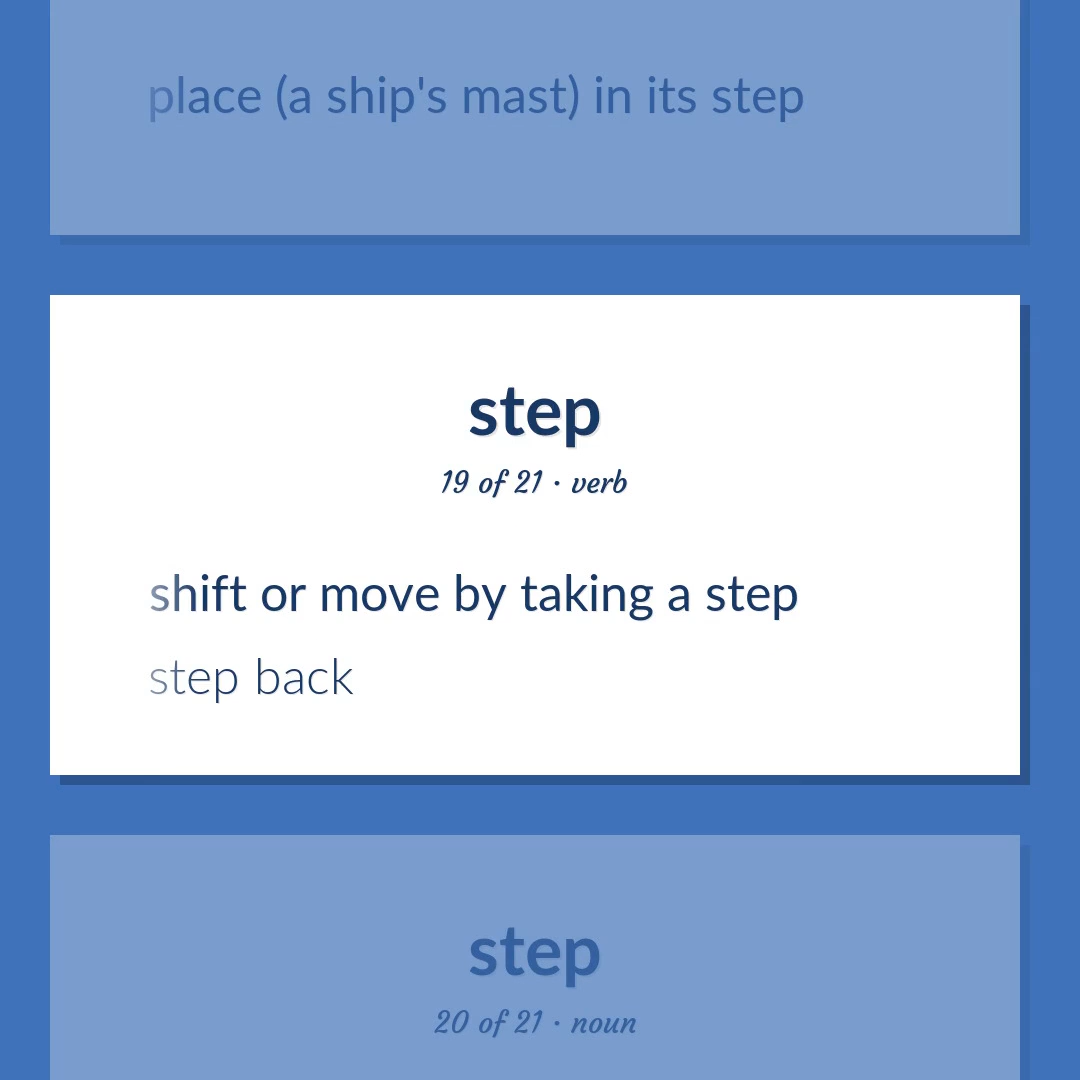 place (a ship's mast) in its step
step
19 of 21 · verb
shift or move by taking a step
step back
step
20 of 21 · noun